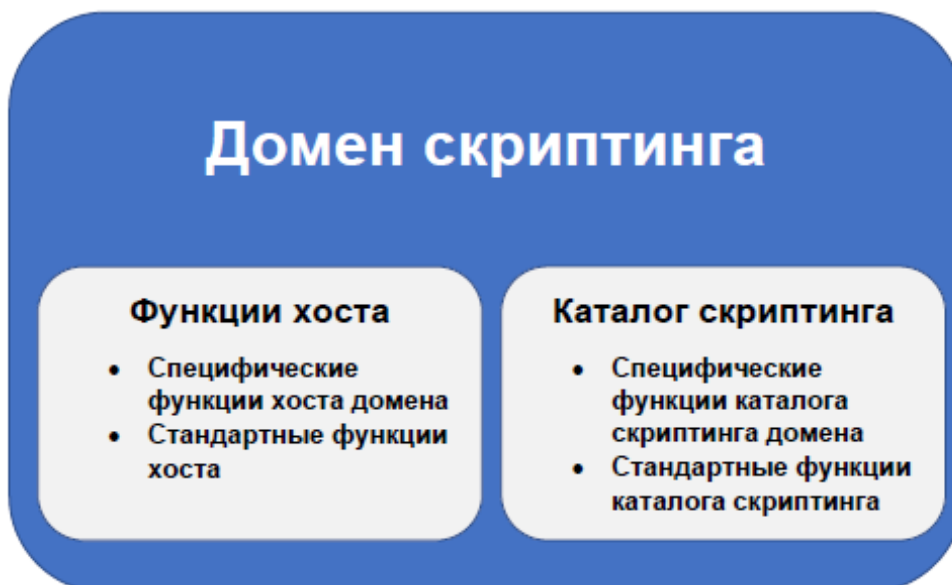 Домен скриптинга
Функции хоста
• Специфические
функции хоста домена
• Стандартные функции
хоста
Каталог скриптинга
• Специфические
функции каталога
скриптинга домена
• Стандартные функции
каталога скриптинга